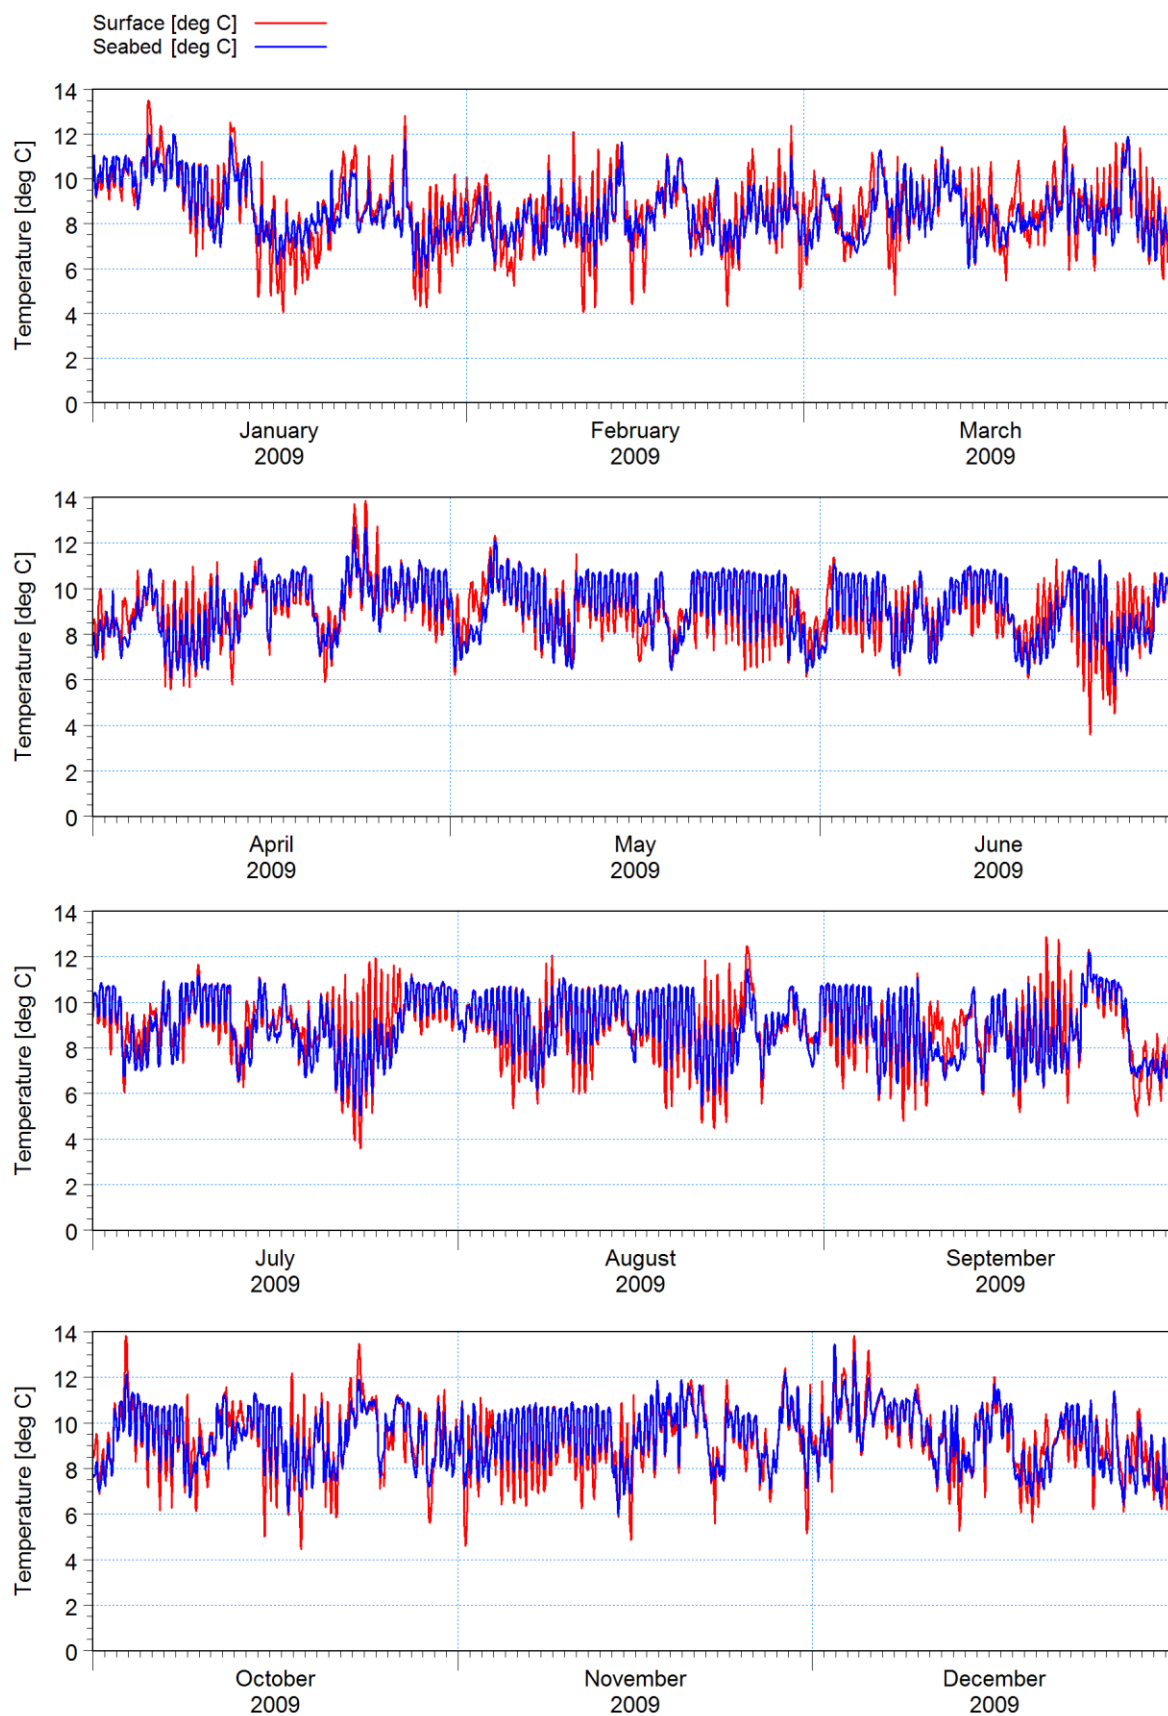 Surface [deg C]
Seabed [deg C]
Temperature [deg C]
14
12
10
8
6
4
2
0
January
2009
February
2009
March
2009
Temperature [deg C]
14
12
10
8
6
4
2
0
April
2009
May
2009
June
2009
Temperature [deg C]
14
12
10
8
6
4
2
0
July
2009
August
2009
September
2009
Temperature [deg C]
14
12
10
8
6
4
2
0
October
2009
November
2009
December
2009